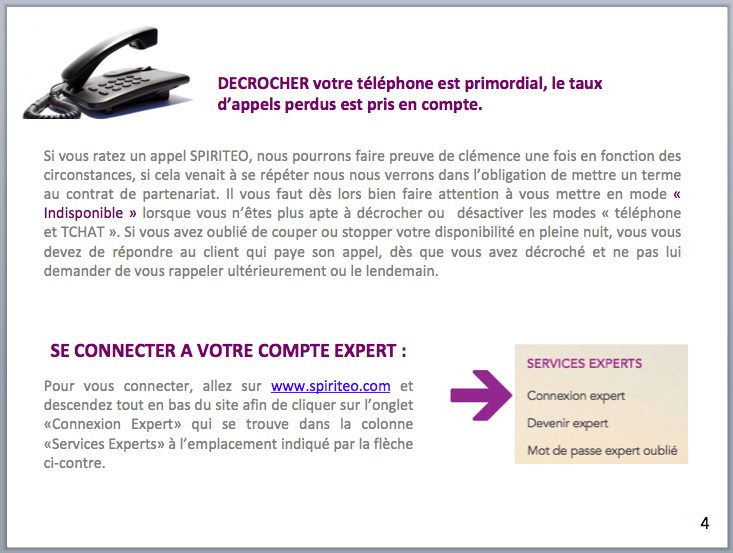 DECROCHER votre téléphone est primordial, le taux
d’appels perdus est pris en compte.
Si vous ratez un appel SPIRITEO, nous pourrons faire preuve de clémence une fois en fonction des
circonstances, si cela venait à se répéter nous nous verrons dans l’obligation de mettre un terme
au contrat de partenariat. Il vous faut dès lors bien faire attention à vous mettre en mode «
Indisponible » lorsque vous n’êtes plus apte à décrocher ou désactiver les modes « téléphone
et TCHAT ». Si vous avez oublié de couper ou stopper votre disponibilité en pleine nuit, vous vous
devez de répondre au client qui paye son appel, dès que vous avez décroché et ne pas lui
demander de vous rappeler ultérieurement ou le lendemain.
SE CONNECTER A VOTRE COMPTE EXPERT :
Pour vous connecter, allez sur www.spiriteo.com et
descendez tout en bas du site afin de cliquer sur l’onglet
«Connexion Expert» qui se trouve dans la colonne
«Services Experts» à l’emplacement indiqué par la flèche
ci-contre.
SERVICES EXPERTS
Connexion expert
Devenir expert
Mot de passe expert oublié
4